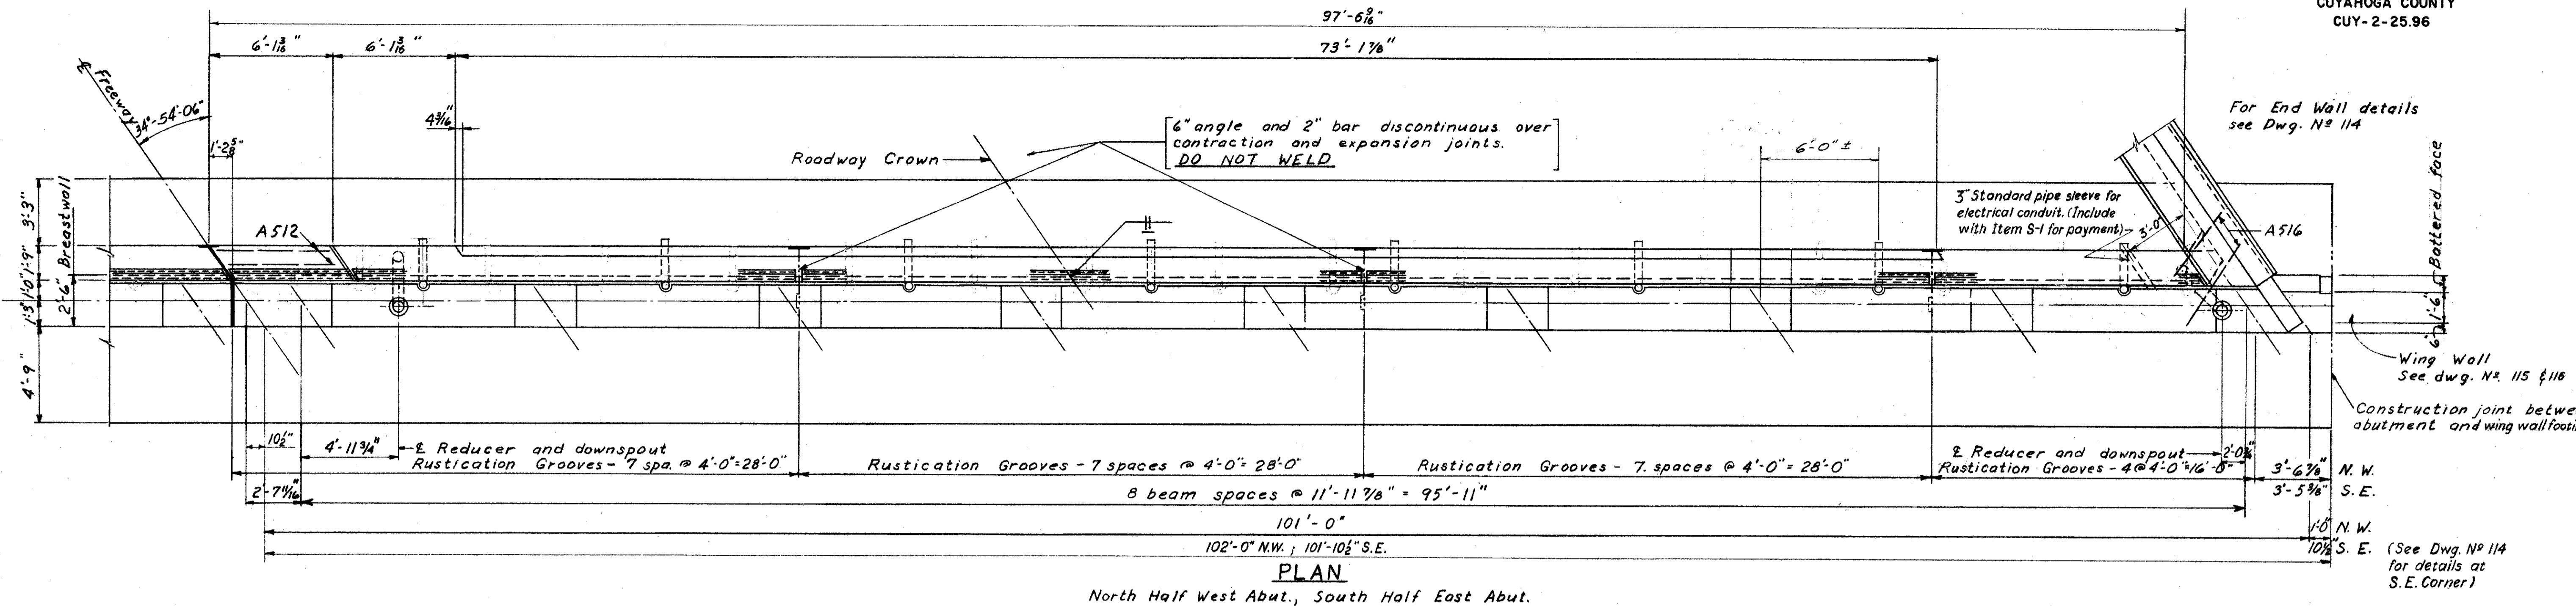 CUYAHOGA COUNTY
CUY-2-25.96
97'-6 9/16"
6'-1 3/16"
6'-1 3/16"
73'-1 7/8"
℄ Freeway
34°-54'-06"
1'-2 5/8"
4 3/16"
Roadway Crown
6" angle and 2" bar discontinuous over
contraction and expansion joints.
DO NOT WELD
6'-0" ±
For End Wall details
see Dwg. Nº 114
3" Standard pipe sleeve for
electrical conduit. (Include
with Item S-1 for payment)
3'-0"
A516
A512
H
3'-3"
1'-9"
1'-0"
1'-3"
2'-6" Breastwall
4'-9"
Battered face
1'-6"
6"
Wing Wall
See dwg. Nº 115 & 116
Construction joint betwe
abutment and wing wall footi
10 1/2"
4'-11 3/4"
℄ Reducer and downspout
Rustication Grooves - 7 spa. @ 4'-0" = 28'-0"
Rustication Grooves - 7 spaces @ 4'-0" = 28'-0"
Rustication Grooves - 7 spaces @ 4'-0" = 28'-0"
℄ Reducer and downspout
Rustication Grooves - 4 @ 4'-0" = 16'-0"
3'-6 7/8" N.W.
3'-5 3/8" S.E.
2'-7 11/16"
8 beam spaces @ 11'-11 7/8" = 95'-11"
101'-0"
1'-0" N.W.
102'-0" N.W. ; 101'-10 1/2" S.E.
10 1/2" S.E. (See Dwg. Nº 114
for details at
S.E. Corner)
PLAN
North Half West Abut., South Half East Abut.